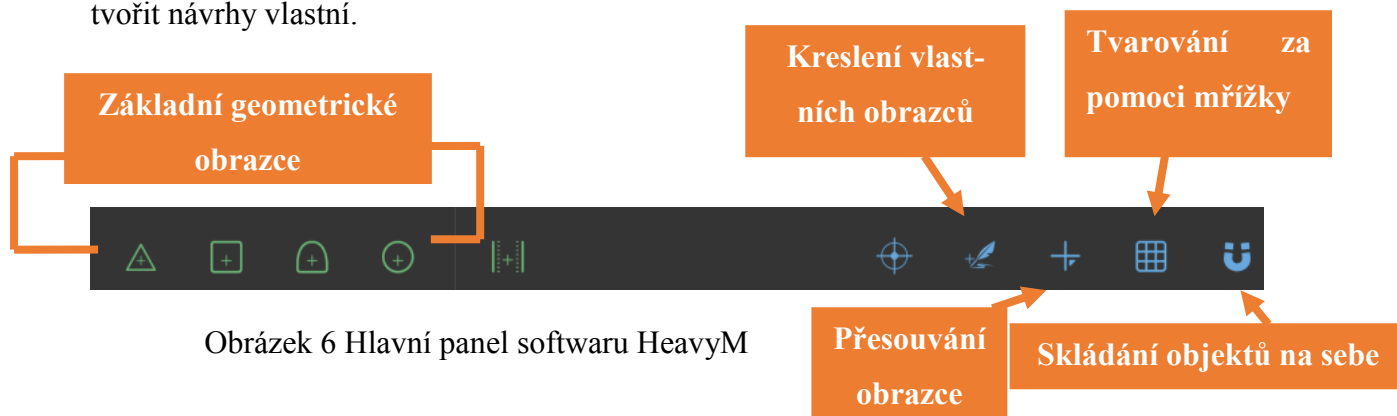 tvořit návrhy vlastní.
Základní geometrické
obrazce
Kreslení vlast-
ních obrazců
Tvarování za
pomoci mřížky
Obrázek 6 Hlavní panel softwaru HeavyM
Přesouvání
obrazce
Skládání objektů na sebe